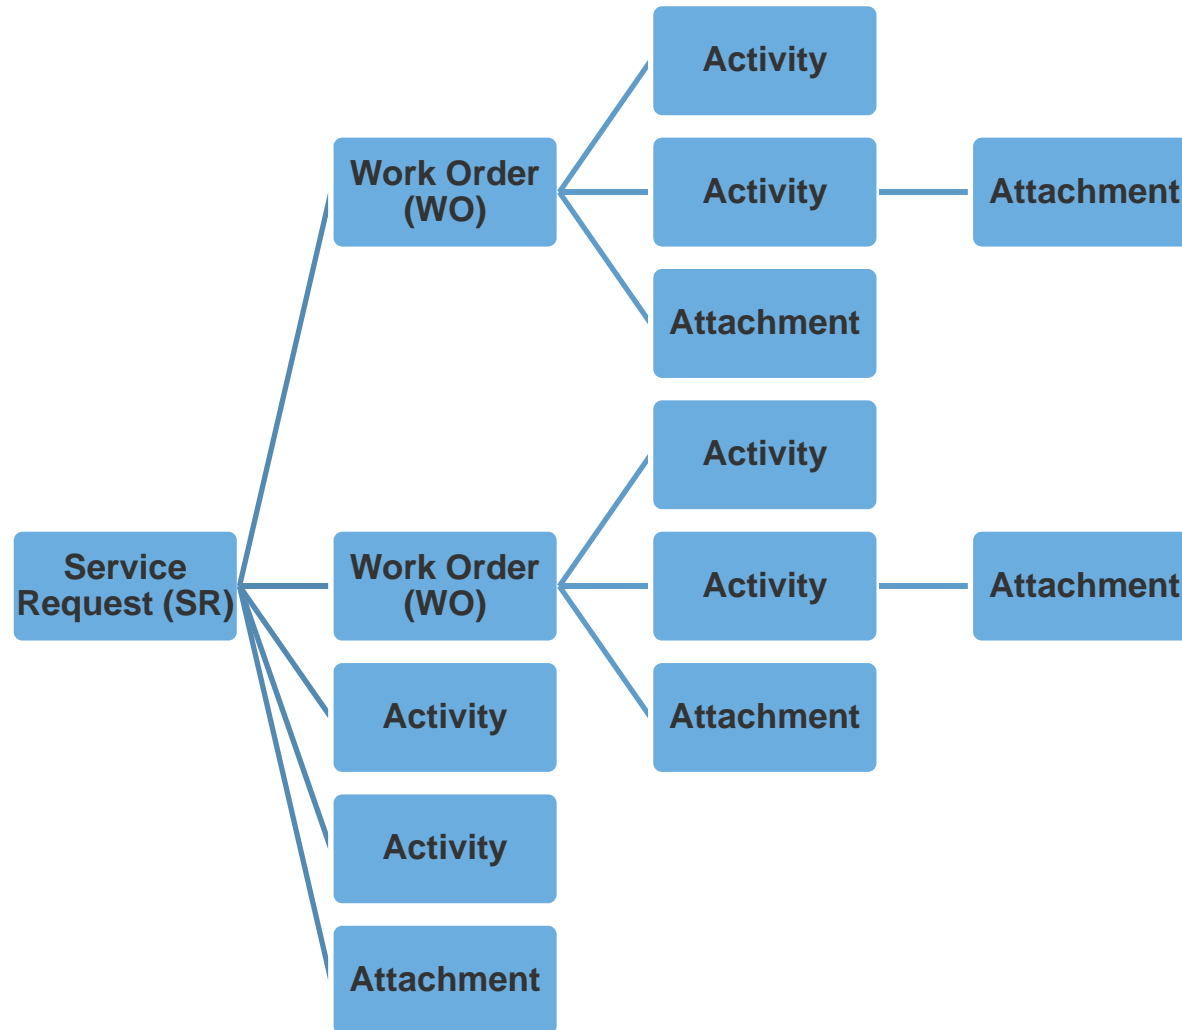 Activity
Work Order
(WO)
Activity
Attachment
Attachment
Activity
Service
Request (SR)
Work Order
(WO)
Activity
Attachment
Activity
Attachment
Activity
Attachment